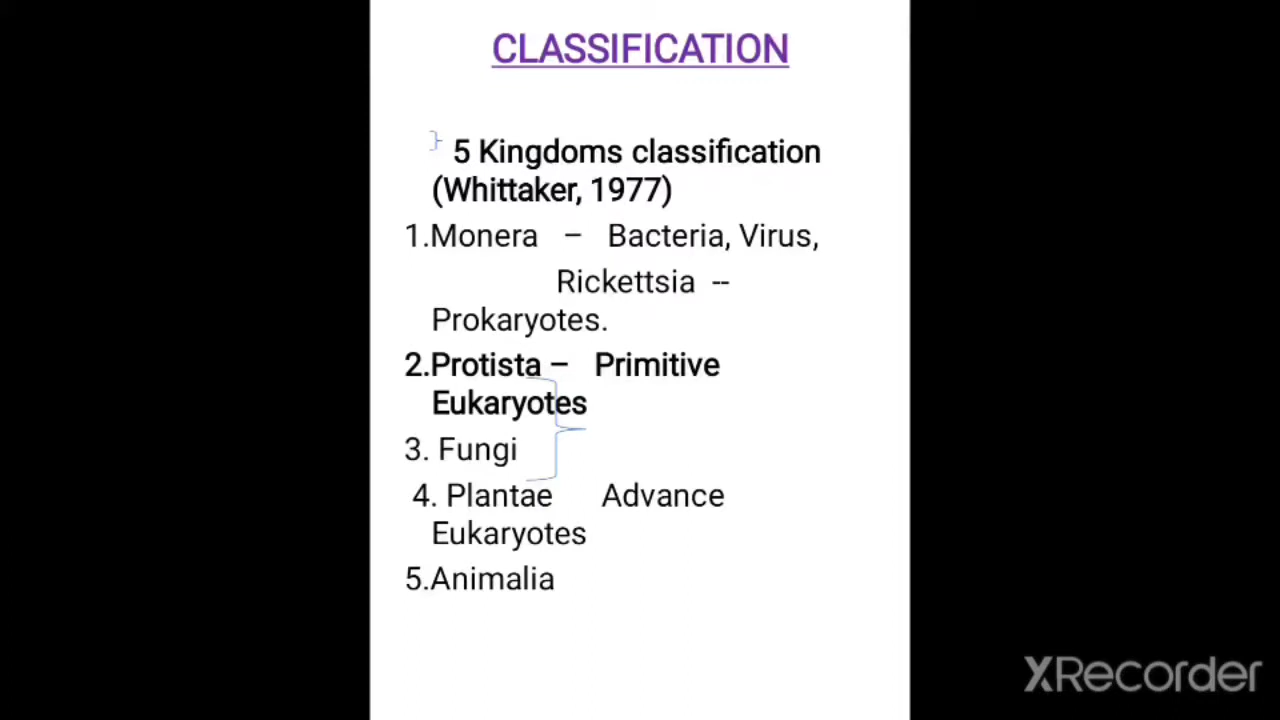 CLASSIFICATION
5 Kingdoms classification
(Whittaker, 1977)
1.Monera – Bacteria, Virus,
Rickettsia --
Prokaryotes.
2.Protista – Primitive
Eukaryotes
3. Fungi
4. Plantae Advance
Eukaryotes
5.Animalia
XRecorder